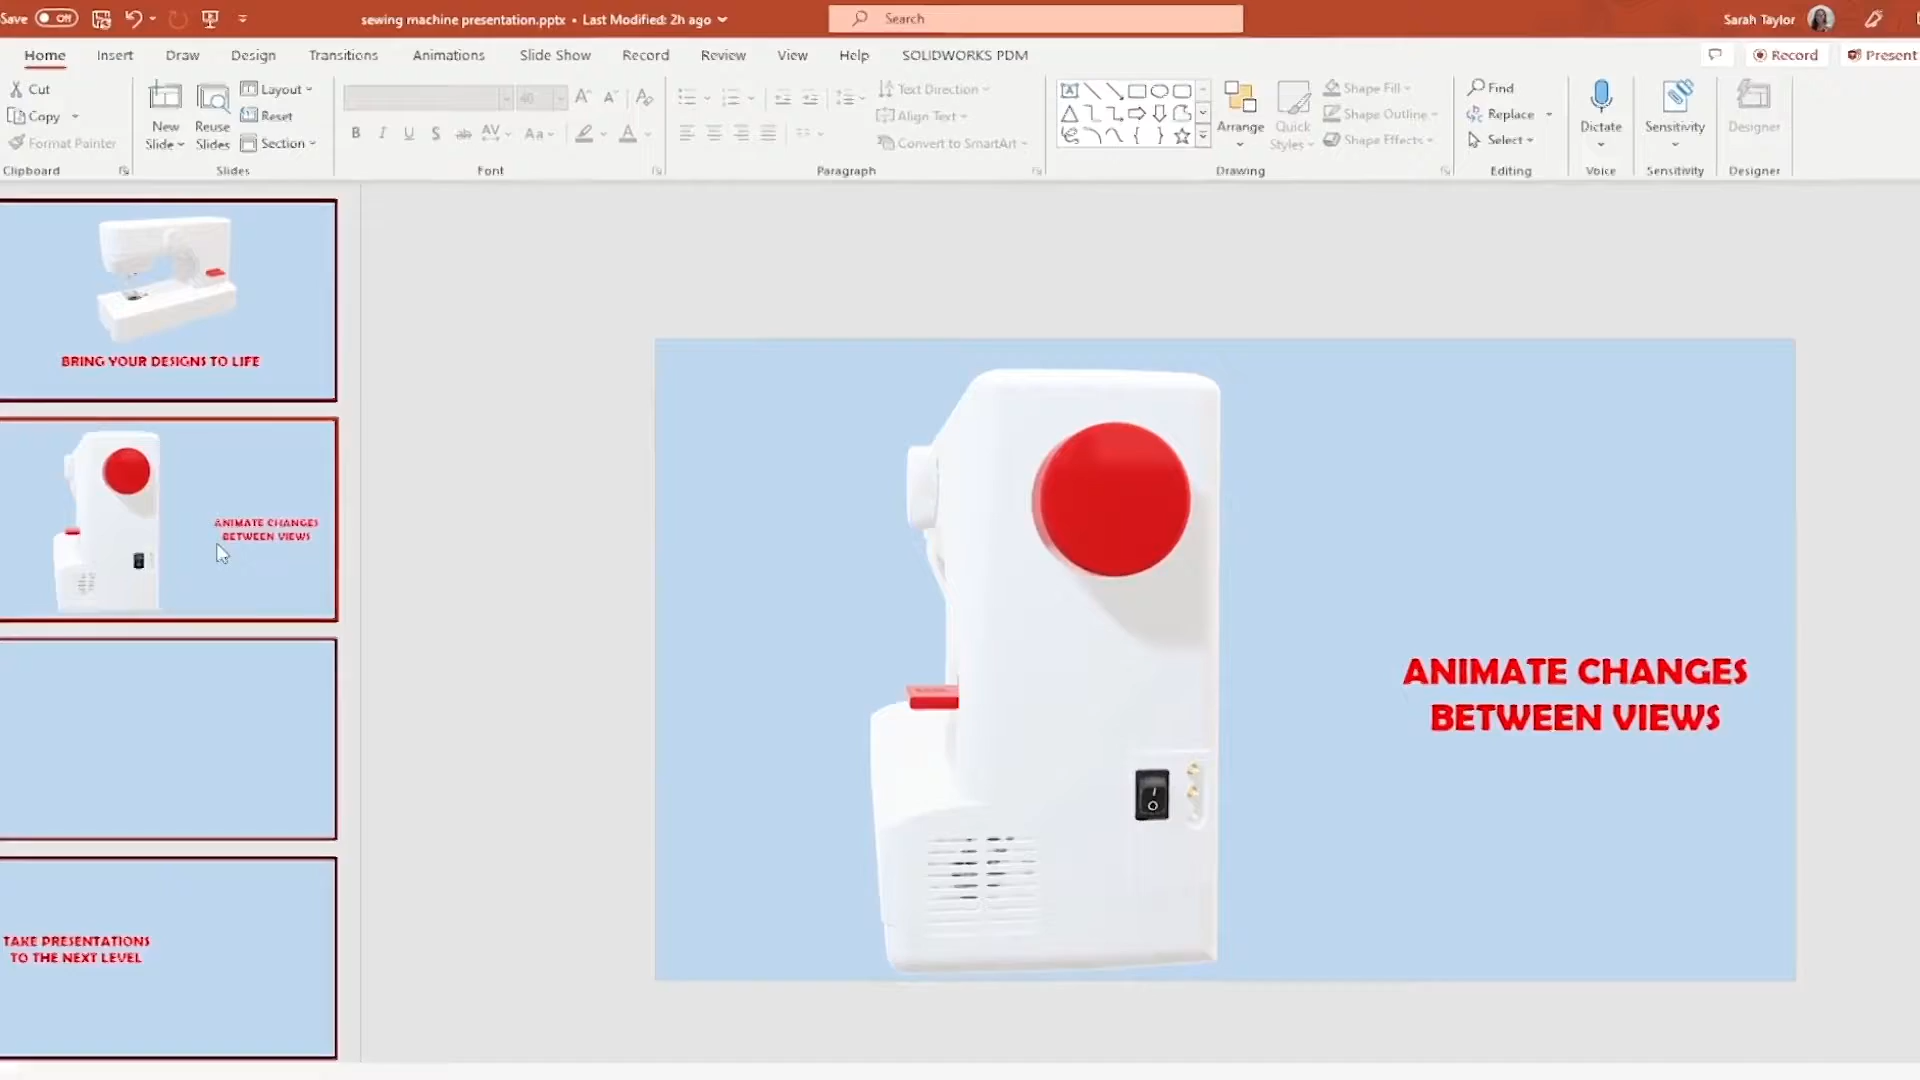 Save Off sewing machine presentation.pptx • Last Modified: 2h ago Search Sarah Taylor
Home Insert Draw Design Transitions Animations Slide Show Record Review View Help SOLIDWORKS PDM Record Present
Cut
Copy
Format Painter
Clipboard
New
Slide
Reuse
Slides
Layout
Reset
Section
Slides
40
Font
Text Direction
Align Text
Convert to SmartArt
Paragraph
Arrange
Quick
Styles
Shape Fill
Shape Outline
Shape Effects
Drawing
Find
Replace
Select
Editing
Dictate
Voice
Sensitivity
Sensitivity
Designer
Designer
BRING YOUR DESIGNS TO LIFE
ANIMATE CHANGES
BETWEEN VIEWS
TAKE PRESENTATIONS
TO THE NEXT LEVEL
ANIMATE CHANGES
BETWEEN VIEWS